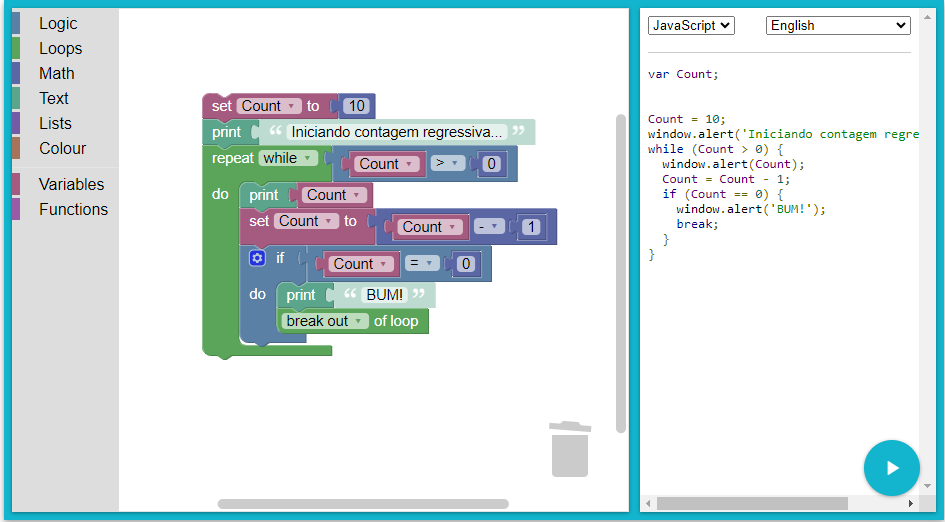 Logic
Loops
Math
Text
Lists
Colour
Variables
Functions
set Count to 10
print “ Iniciando contagem regressiva... ”
repeat while Count > 0
do print Count
set Count to Count - 1
if Count = 0
do print “ BUM! ”
break out of loop
JavaScript English
var Count;
Count = 10;
window.alert('Iniciando contagem regre
while (Count > 0) {
window.alert(Count);
Count = Count - 1;
if (Count == 0) {
window.alert('BUM!');
break;
}
}